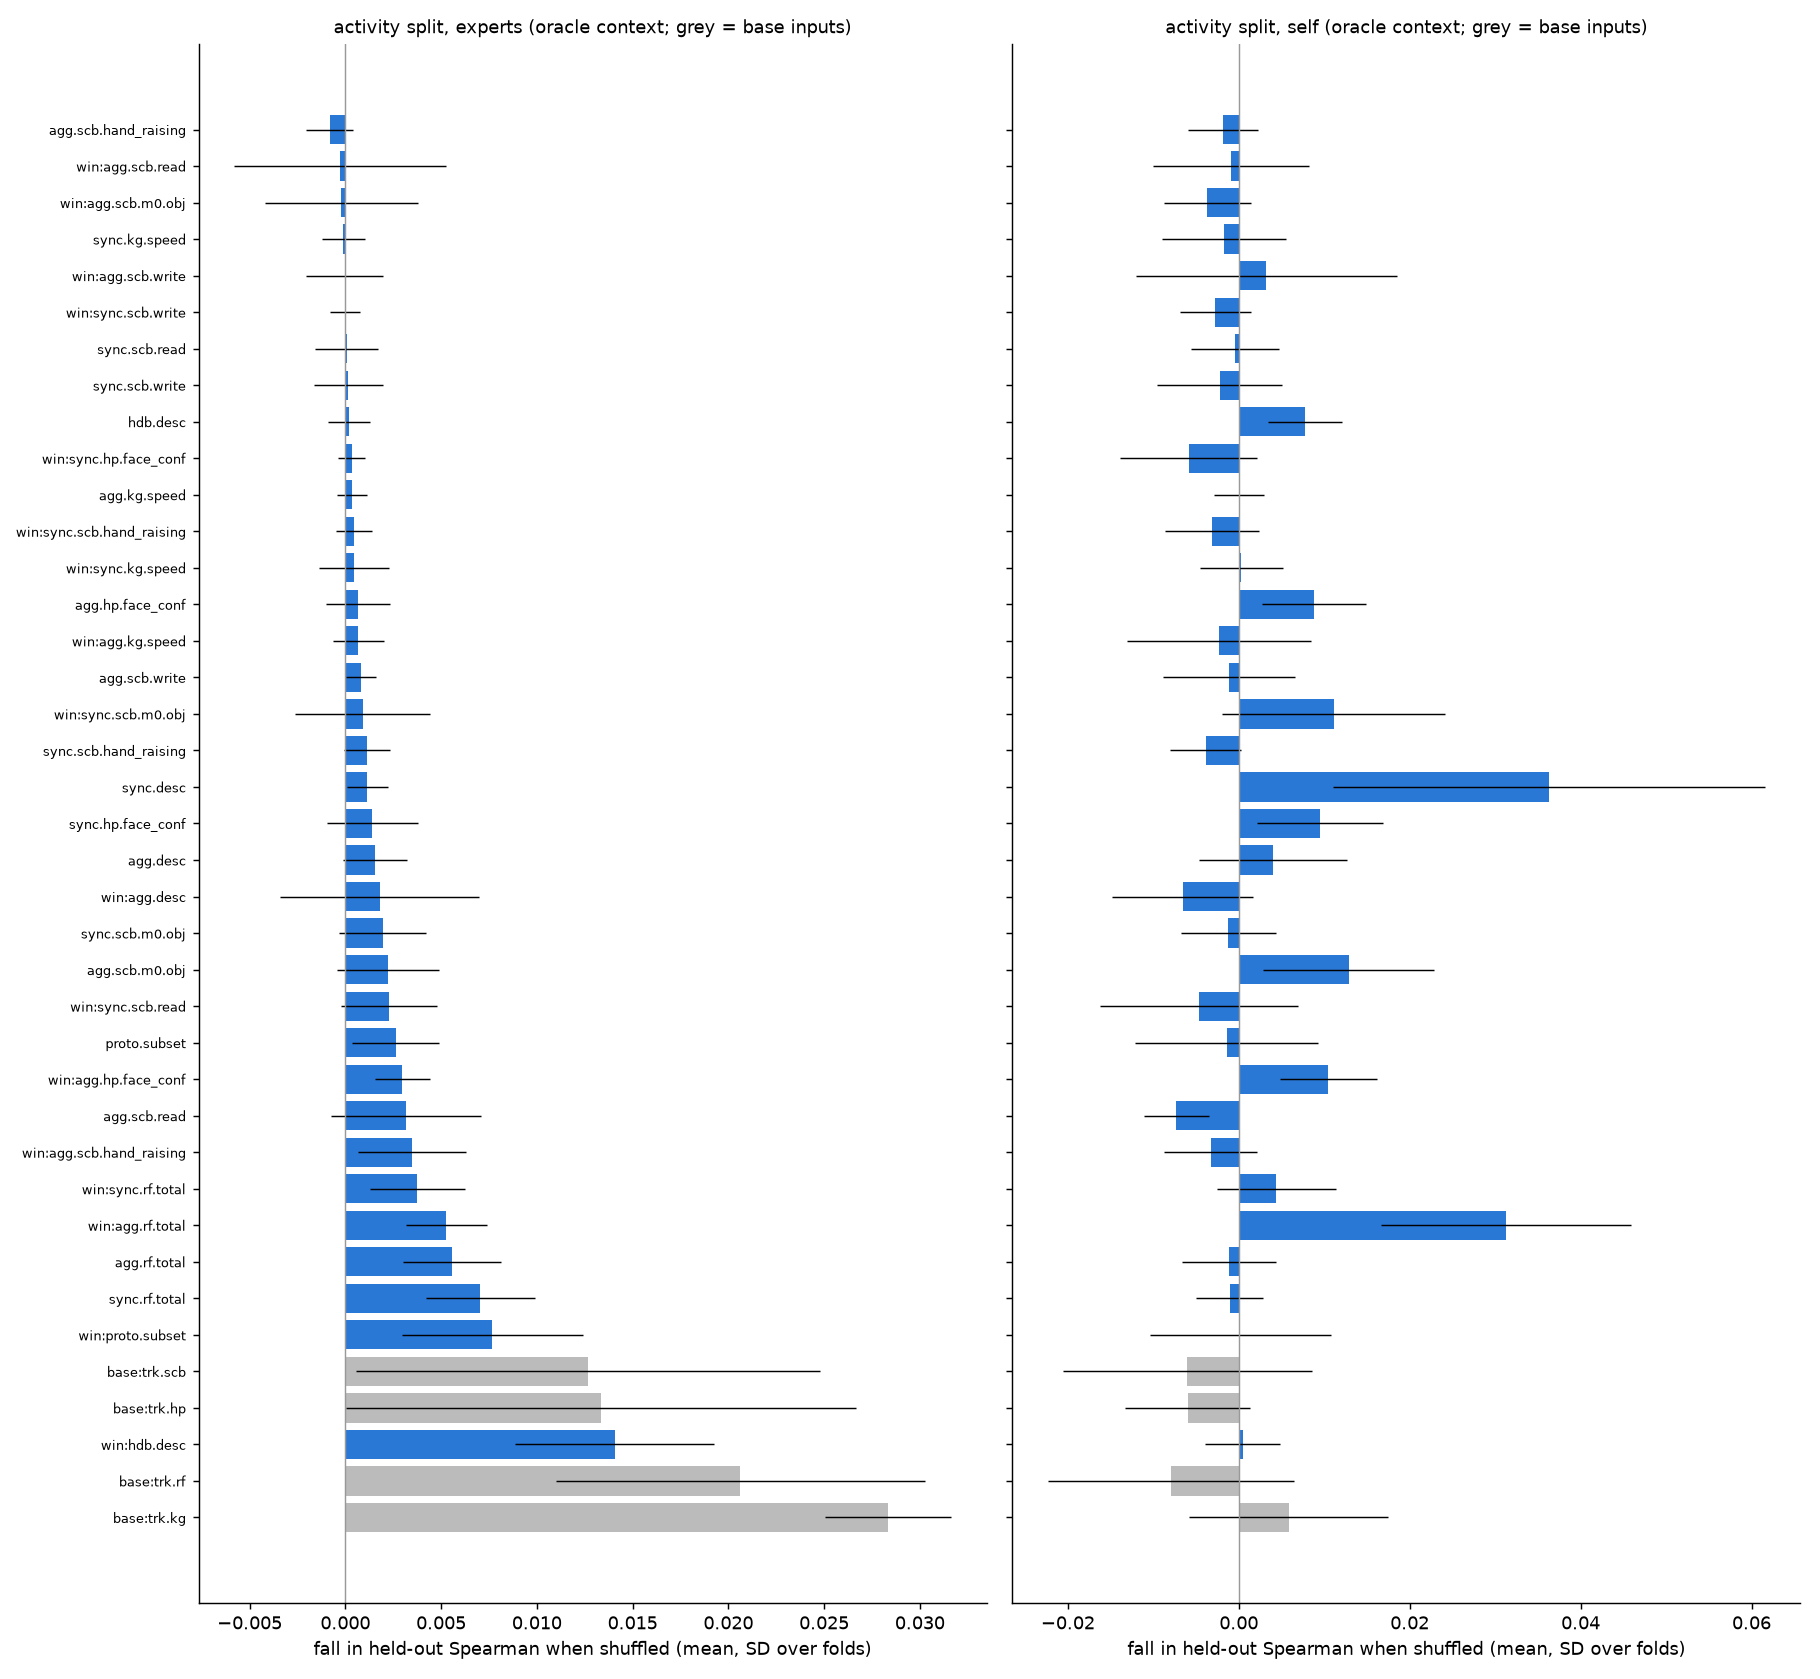 activity split, experts (oracle context; grey = base inputs)
activity split, self (oracle context; grey = base inputs)
agg.scb.hand_raising
win:agg.scb.read
win:agg.scb.m0.obj
sync.kg.speed
win:agg.scb.write
win:sync.scb.write
sync.scb.read
sync.scb.write
hdb.desc
win:sync.hp.face_conf
agg.kg.speed
win:sync.scb.hand_raising
win:sync.kg.speed
agg.hp.face_conf
win:agg.kg.speed
agg.scb.write
win:sync.scb.m0.obj
sync.scb.hand_raising
sync.desc
sync.hp.face_conf
agg.desc
win:agg.desc
sync.scb.m0.obj
agg.scb.m0.obj
win:sync.scb.read
proto.subset
win:agg.hp.face_conf
agg.scb.read
win:agg.scb.hand_raising
win:sync.rf.total
win:agg.rf.total
agg.rf.total
sync.rf.total
win:proto.subset
base:trk.scb
base:trk.hp
win:hdb.desc
base:trk.rf
base:trk.kg
−0.005 0.000 0.005 0.010 0.015 0.020 0.025 0.030
−0.02 0.00 0.02 0.04 0.06
fall in held-out Spearman when shuffled (mean, SD over folds)
fall in held-out Spearman when shuffled (mean, SD over folds)